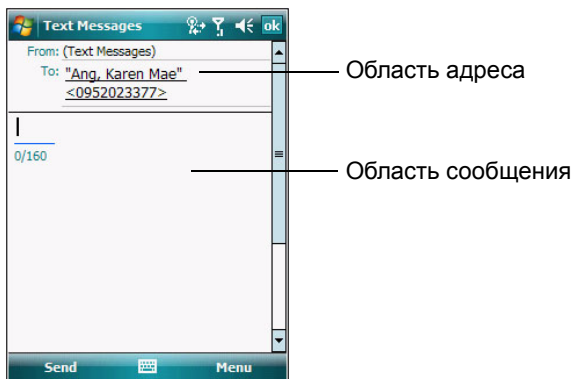 Text Messages ok
From: (Text Messages)
To: "Ang, Karen Mae"
<0952023377>
Область адреса
0/160
Область сообщения
Send Menu